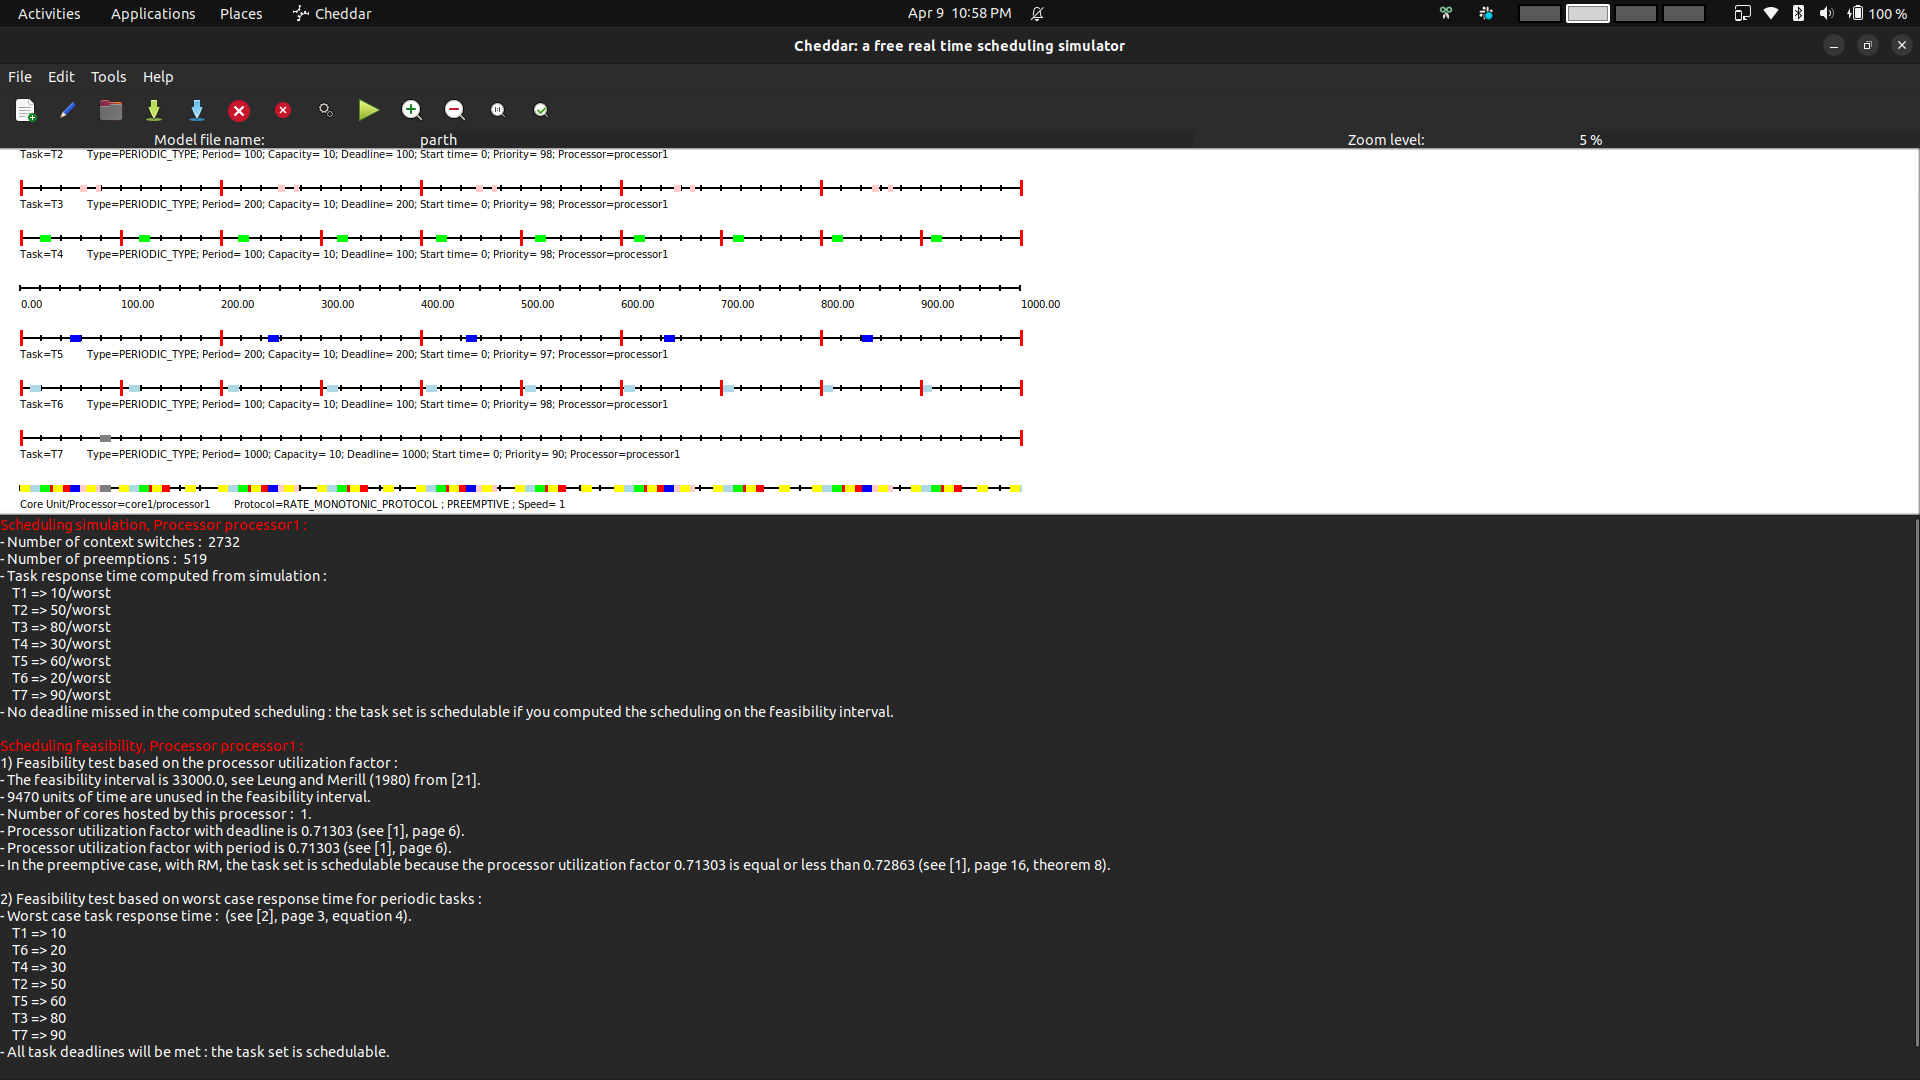 Activities Applications Places Cheddar Apr 9 10:58 PM 100 %
Cheddar: a free real time scheduling simulator
File Edit Tools Help
Model file name: parth Zoom level: 5 %
Task=T2 Type=PERIODIC_TYPE; Period= 100; Capacity= 10; Deadline= 100; Start time= 0; Priority= 98; Processor=processor1
Task=T3 Type=PERIODIC_TYPE; Period= 200; Capacity= 10; Deadline= 200; Start time= 0; Priority= 98; Processor=processor1
Task=T4 Type=PERIODIC_TYPE; Period= 100; Capacity= 10; Deadline= 100; Start time= 0; Priority= 98; Processor=processor1
0.00 100.00 200.00 300.00 400.00 500.00 600.00 700.00 800.00 900.00 1000.00
Task=T5 Type=PERIODIC_TYPE; Period= 200; Capacity= 10; Deadline= 200; Start time= 0; Priority= 97; Processor=processor1
Task=T6 Type=PERIODIC_TYPE; Period= 100; Capacity= 10; Deadline= 100; Start time= 0; Priority= 98; Processor=processor1
Task=T7 Type=PERIODIC_TYPE; Period= 1000; Capacity= 10; Deadline= 1000; Start time= 0; Priority= 90; Processor=processor1
Core Unit/Processor=core1/processor1 Protocol=RATE_MONOTONIC_PROTOCOL ; PREEMPTIVE ; Speed= 1
Scheduling simulation, Processor processor1 :
- Number of context switches : 2732
- Number of preemptions : 519
- Task response time computed from simulation :
T1 => 10/worst
T2 => 50/worst
T3 => 80/worst
T4 => 30/worst
T5 => 60/worst
T6 => 20/worst
T7 => 90/worst
- No deadline missed in the computed scheduling : the task set is schedulable if you computed the scheduling on the feasibility interval.
Scheduling feasibility, Processor processor1 :
1) Feasibility test based on the processor utilization factor :
- The feasibility interval is 33000.0, see Leung and Merill (1980) from [21].
- 9470 units of time are unused in the feasibility interval.
- Number of cores hosted by this processor : 1.
- Processor utilization factor with deadline is 0.71303 (see [1], page 6).
- Processor utilization factor with period is 0.71303 (see [1], page 6).
- In the preemptive case, with RM, the task set is schedulable because the processor utilization factor 0.71303 is equal or less than 0.72863 (see [1], page 16, theorem 8).
2) Feasibility test based on worst case response time for periodic tasks :
- Worst case task response time : (see [2], page 3, equation 4).
T1 => 10
T6 => 20
T4 => 30
T2 => 50
T5 => 60
T3 => 80
T7 => 90
- All task deadlines will be met : the task set is schedulable.